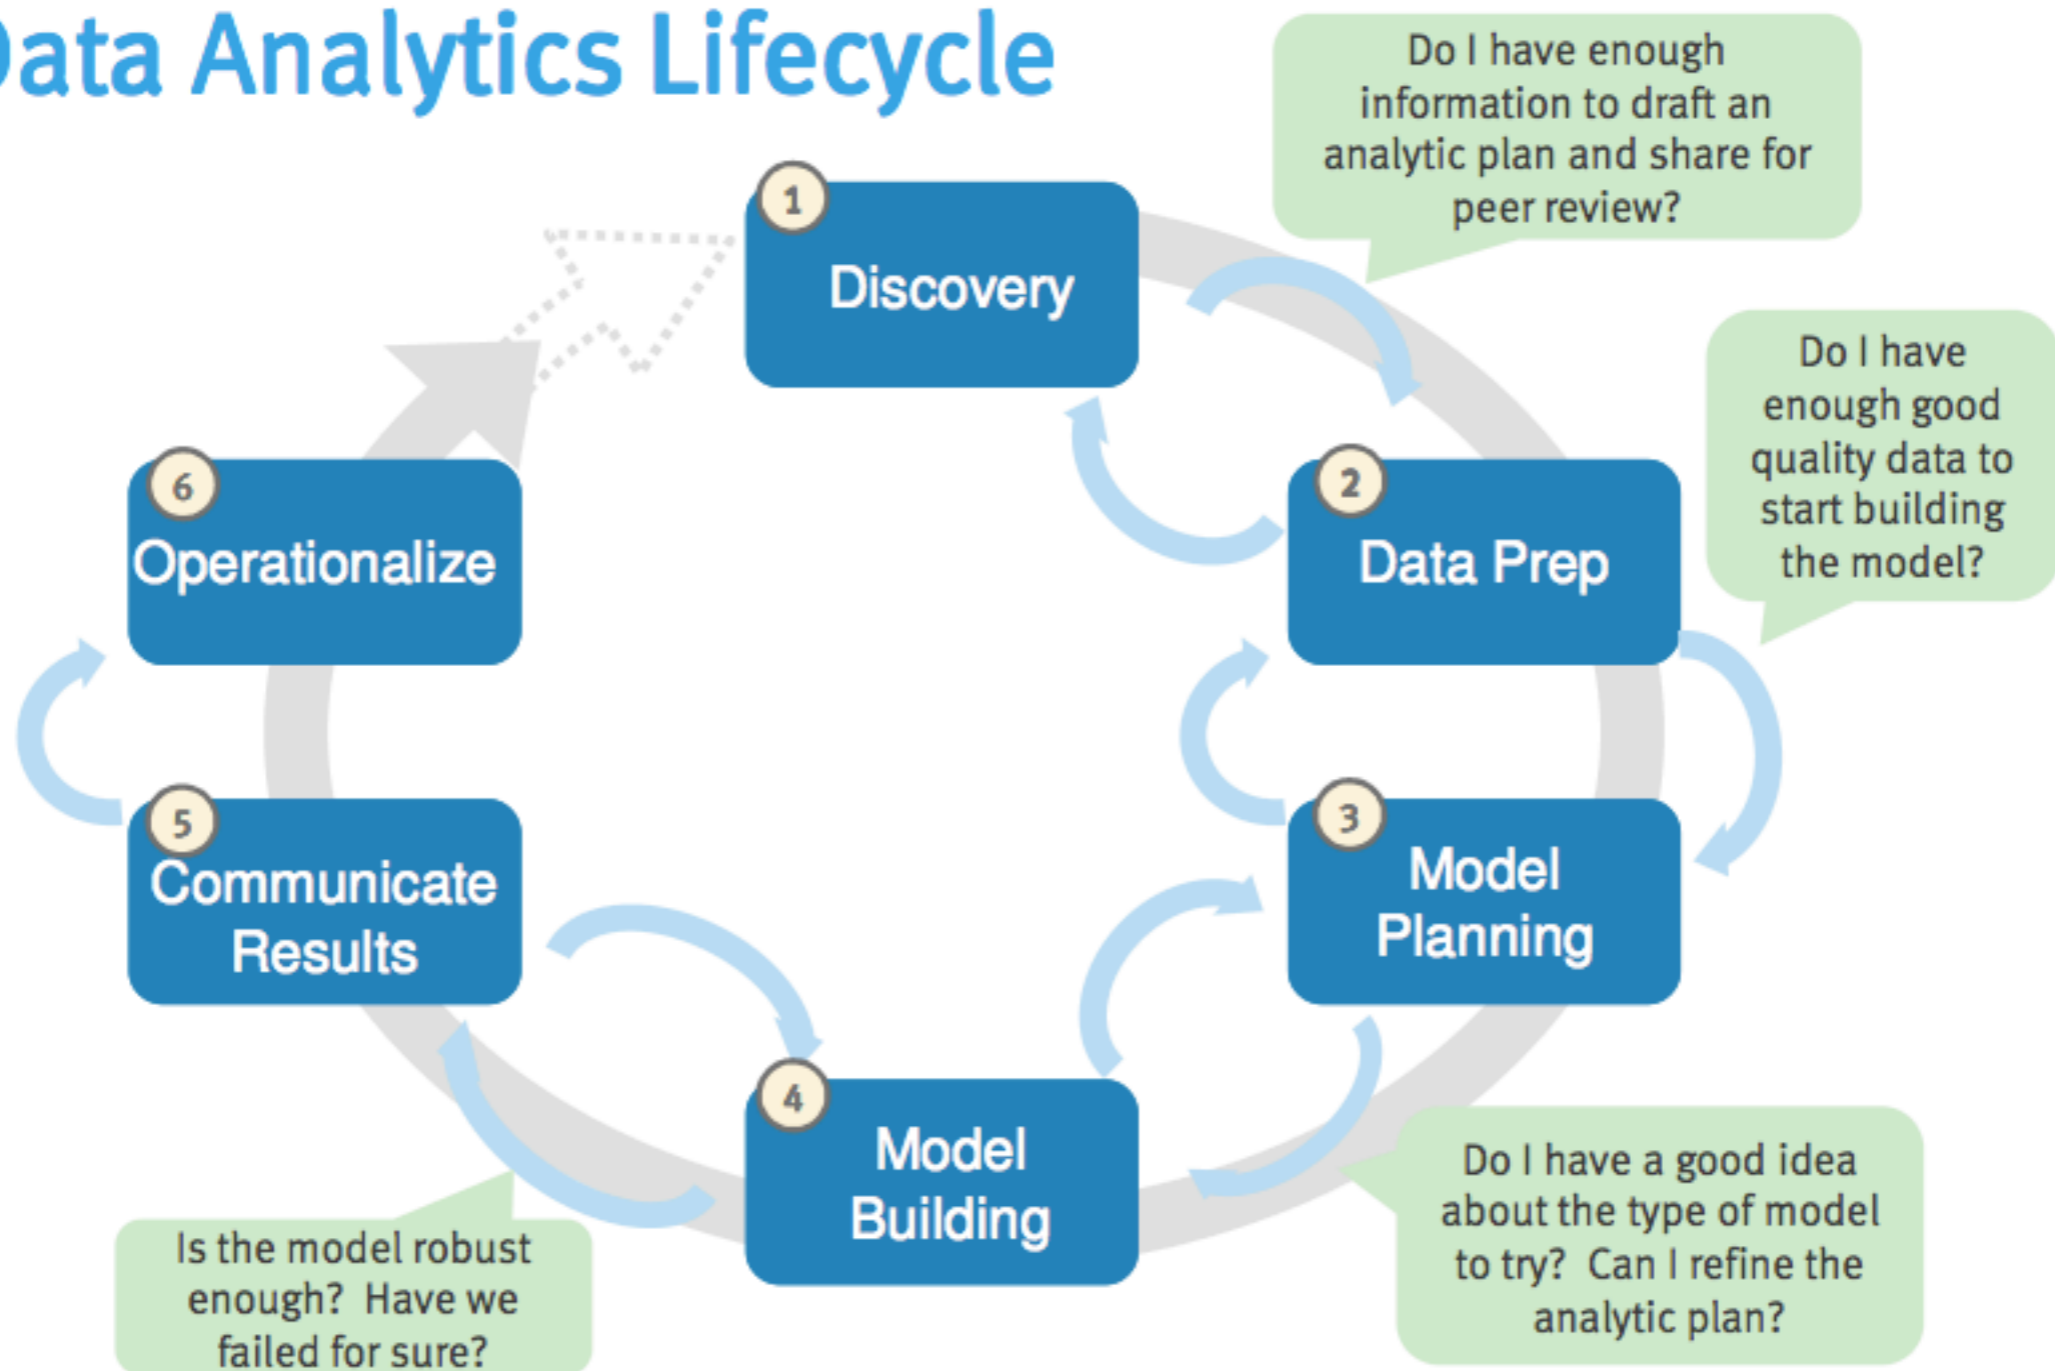 Data Analytics Lifecycle
Do I have enough
information to draft an
analytic plan and share for
peer review?
1
Discovery
Do I have
enough good
quality data to
start building
the model?
2
Data Prep
3
Model
Planning
Do I have a good idea
about the type of model
to try?  Can I refine the
analytic plan?
4
Model
Building
Is the model robust
enough?  Have we
failed for sure?
5
Communicate
Results
6
Operationalize